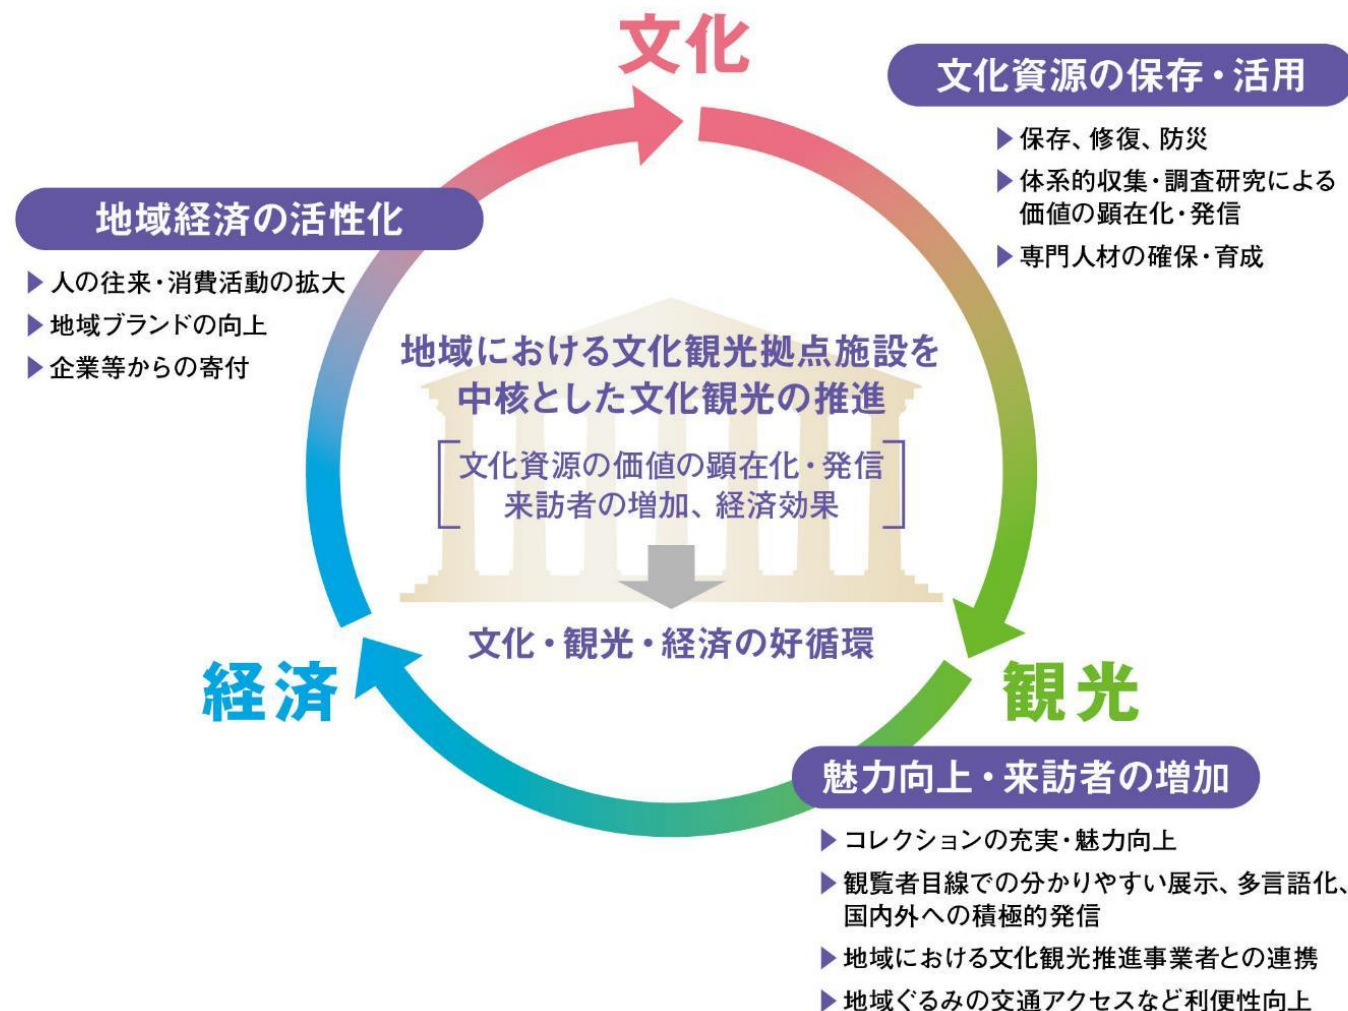 文化
文化資源の保存・活用
▶保存、修復、防災
▶体系的収集・調査研究による
価値の顕在化・発信
▶専門人材の確保・育成
地域経済の活性化
▶人の往来・消費活動の拡大
▶地域ブランドの向上
▶企業等からの寄付
地域における文化観光拠点施設を
中核とした文化観光の推進
文化資源の価値の顕在化・発信
来訪者の増加、経済効果
文化・観光・経済の好循環
経済
観光
魅力向上・来訪者の増加
▶コレクションの充実・魅力向上
▶観覧者目線での分かりやすい展示、多言語化、
国内外への積極的発信
▶地域における文化観光推進事業者との連携
▶地域ぐるみの交通アクセスなど利便性向上